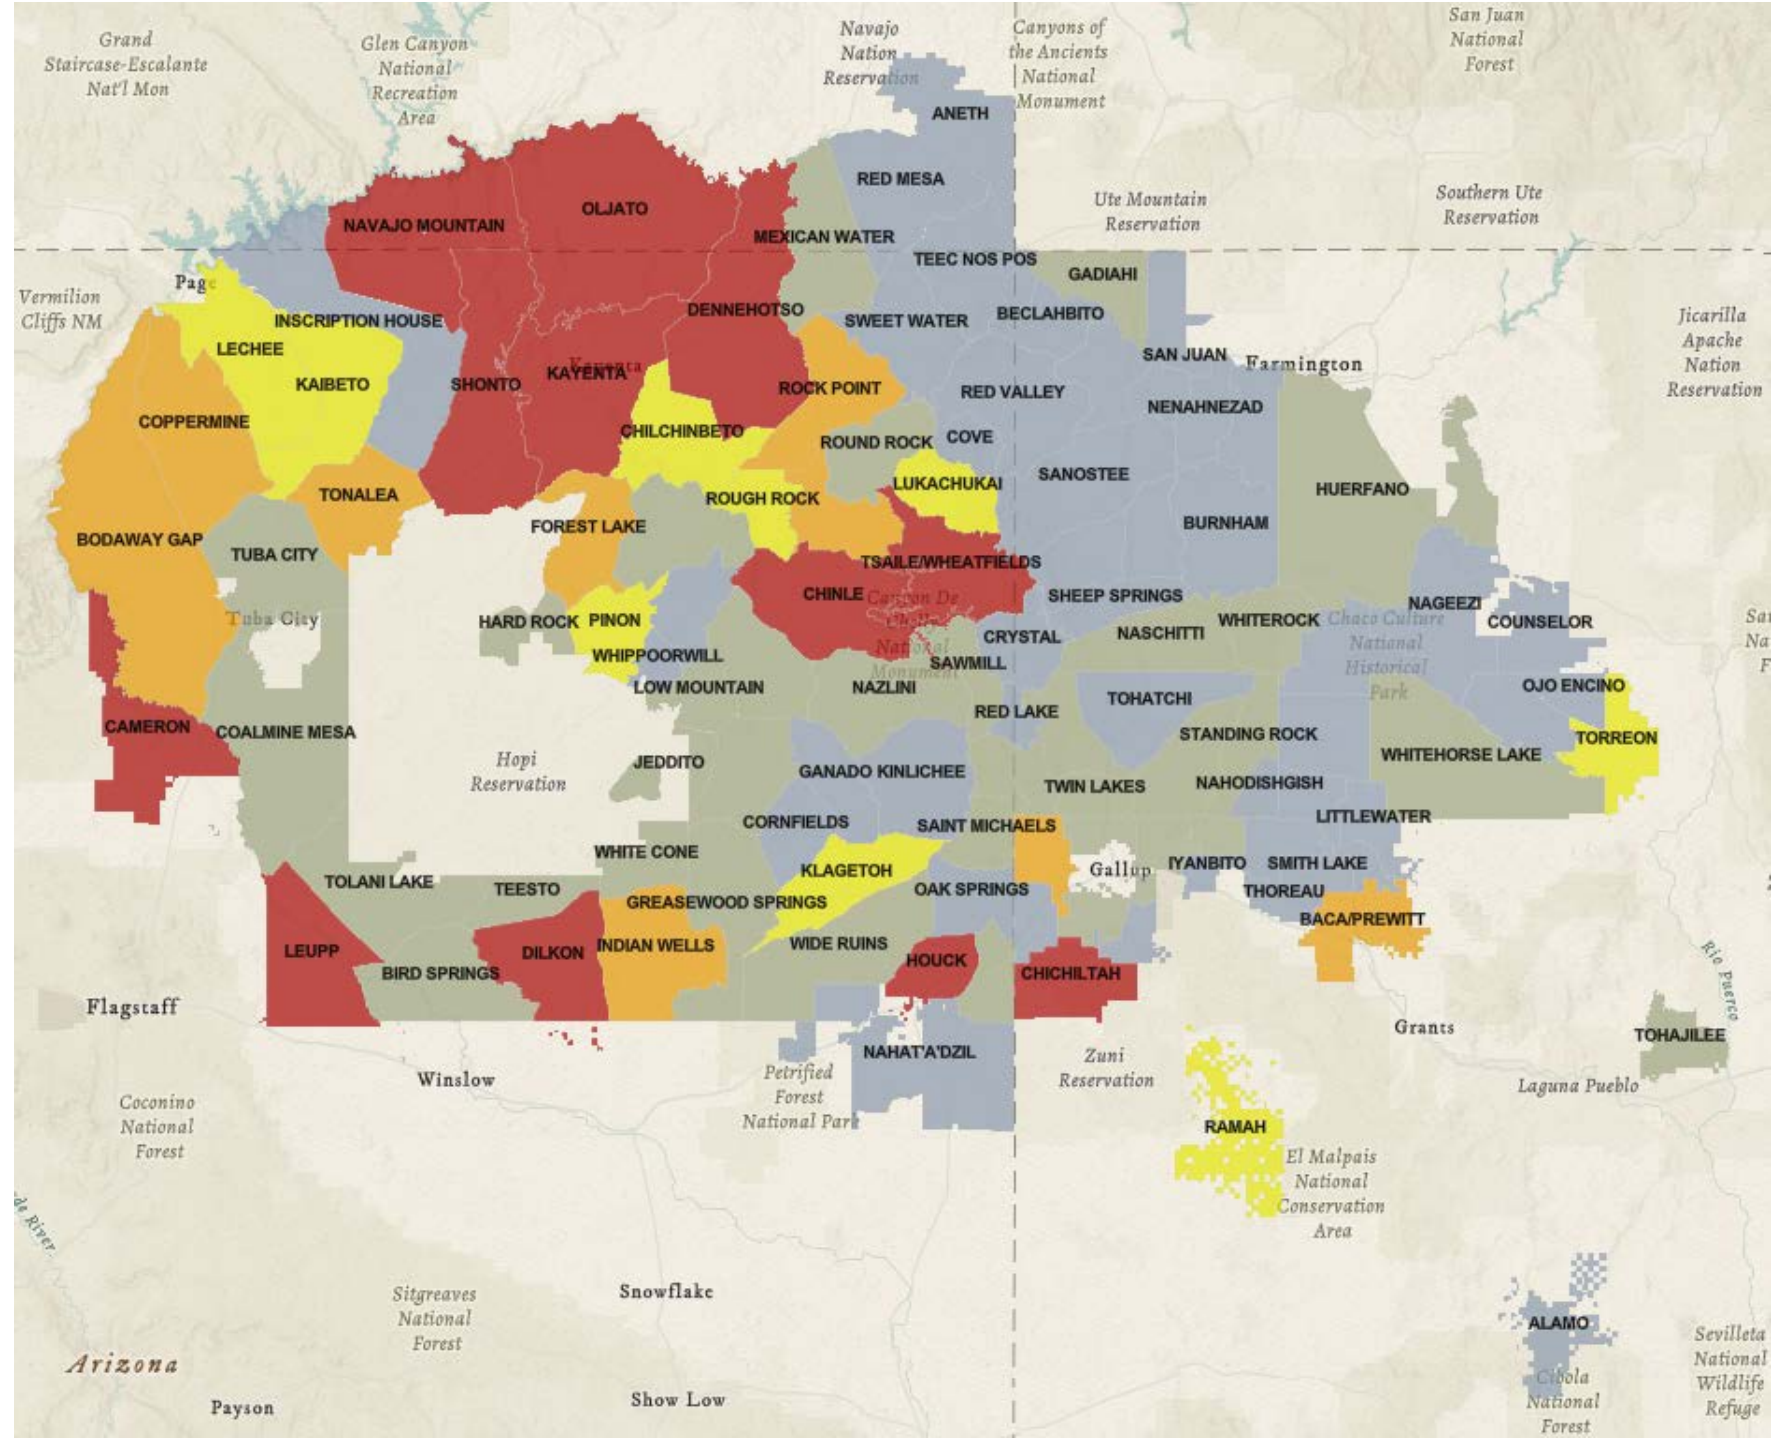 Grand
Staircase-Escalante
Nat'l Mon
Glen Canyon
National
Recreation
Area
Navajo
Nation
Reservation
Canyons of
the Ancients
National
Monument
San Juan
National
Forest
ANETH
RED MESA
Ute Mountain
Reservation
Southern Ute
Reservation
NAVAJO MOUNTAIN
OLJATO
MEXICAN WATER
TEEC NOS POS
GADIAHI
Page
Vermilion
Cliffs NM
INSCRIPTION HOUSE
DENNEHOTSO
SWEET WATER
BECLAHBITO
Jicarilla
Apache
Nation
Reservation
LECHEE
KAIBETO
SHONTO
KAYENTA
Kayenta
ROCK POINT
RED VALLEY
SAN JUAN
Farmington
NENAHNEZAD
COPPERMINE
CHILCHINBETO
ROUND ROCK
COVE
SANOSTEE
LUKACHUKAI
HUERFANO
TONALEA
ROUGH ROCK
FOREST LAKE
BURNHAM
BODAWAY GAP
TUBA CITY
TSAILE/WHEATFIELDS
CHINLE
Canyon De
Chelly
National
Monument
SHEEP SPRINGS
NAGEEZI
COUNSELOR
Tuba City
HARD ROCK
PINON
WHIPPOORWILL
CRYSTAL
NASCHITTI
WHITEROCK
Chaco Culture
National
Historical
Park
SAWMILL
LOW MOUNTAIN
NAZLINI
OJO ENCINO
RED LAKE
TOHATCHI
CAMERON
COALMINE MESA
STANDING ROCK
TORREON
WHITEHORSE LAKE
Hopi
Reservation
JEDDITO
GANADO
KINLICHEE
TWIN LAKES
NAHODISHGISH
CORNFIELDS
SAINT MICHAELS
LITTLEWATER
WHITE CONE
KLAGETOH
Gallup
IYANBITO
SMITH LAKE
TOLANI LAKE
TEESTO
GREASEWOOD SPRINGS
OAK SPRINGS
THOREAU
BACA/PREWITT
LEUPP
BIRD SPRINGS
DILKON
INDIAN WELLS
WIDE RUINS
HOUCK
CHICHILTAH
Rio Puerco
Flagstaff
Grants
TOHAJILEE
NAHAT'A'DZIL
Zuni
Reservation
Winslow
Petrified
Forest
National Park
Laguna Pueblo
Coconino
National
Forest
RAMAH
El Malpais
National
Conservation
Area
de River
Sitgreaves
National
Forest
Snowflake
ALAMO
Cibola
National
Forest
Sevilleta
National
Wildlife
Refuge
Arizona
Payson
Show Low